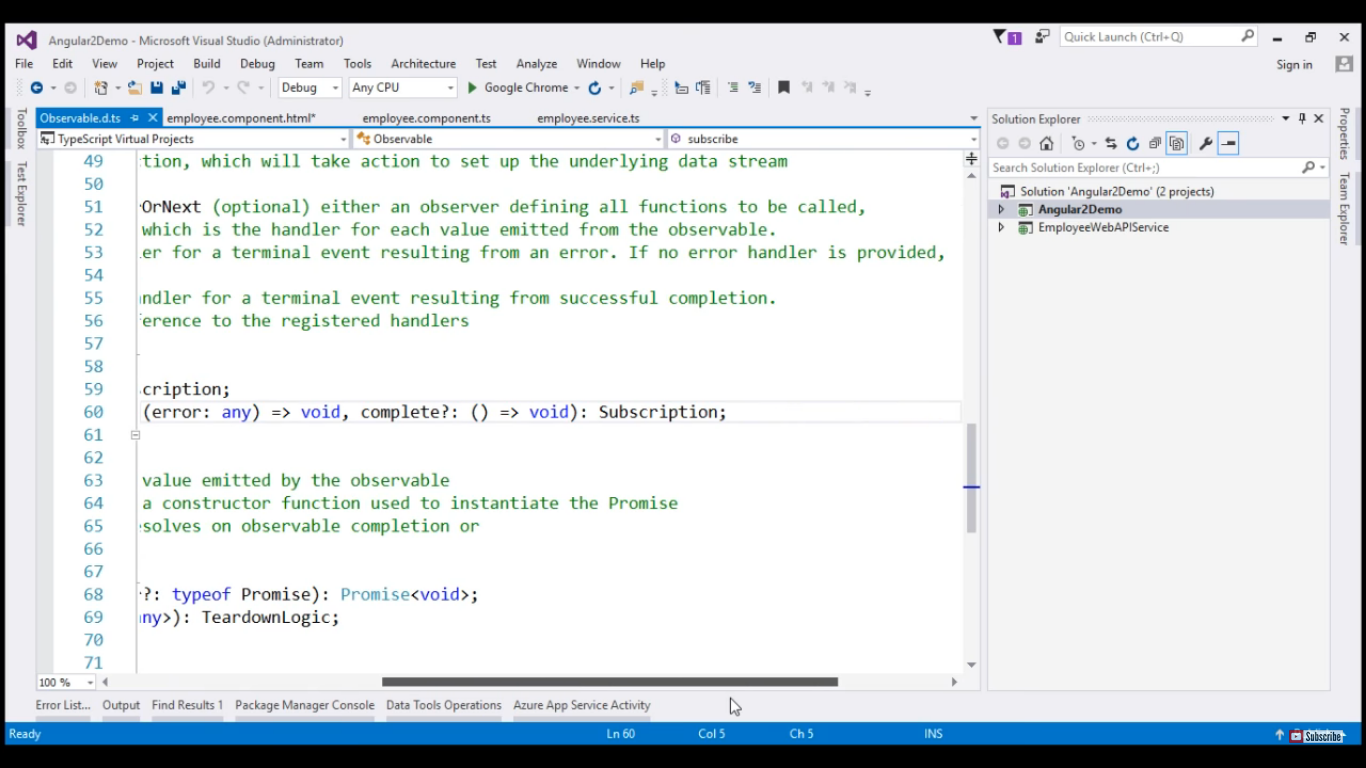 Angular2Demo - Microsoft Visual Studio (Administrator)
1
Quick Launch (Ctrl+Q)
File Edit View Project Build Debug Team Tools Architecture Test Analyze Window Help
Sign in
Debug Any CPU Google Chrome
Toolbox
Test Explorer
Observable.d.ts employee.component.html* employee.component.ts employee.service.ts
TypeScript Virtual Projects Observable subscribe
49 tion, which will take action to set up the underlying data stream
50
51 rOrNext (optional) either an observer defining all functions to be called,
52 which is the handler for each value emitted from the observable.
53 ler for a terminal event resulting from an error. If no error handler is provided,
54
55 andler for a terminal event resulting from successful completion.
56 ference to the registered handlers
57
58
59 cription;
60 (error: any) => void, complete?: () => void): Subscription;
61
62
63 value emitted by the observable
64 a constructor function used to instantiate the Promise
65 solves on observable completion or
66
67
68 r?: typeof Promise): Promise<void>;
69 any>): TeardownLogic;
70
71
100 %
Solution Explorer
Search Solution Explorer (Ctrl+;)
Solution 'Angular2Demo' (2 projects)
Angular2Demo
EmployeeWebAPIService
Properties
Team Explorer
Error List... Output Find Results 1 Package Manager Console Data Tools Operations Azure App Service Activity
Ready Ln 60 Col 5 Ch 5 INS
Subscribe